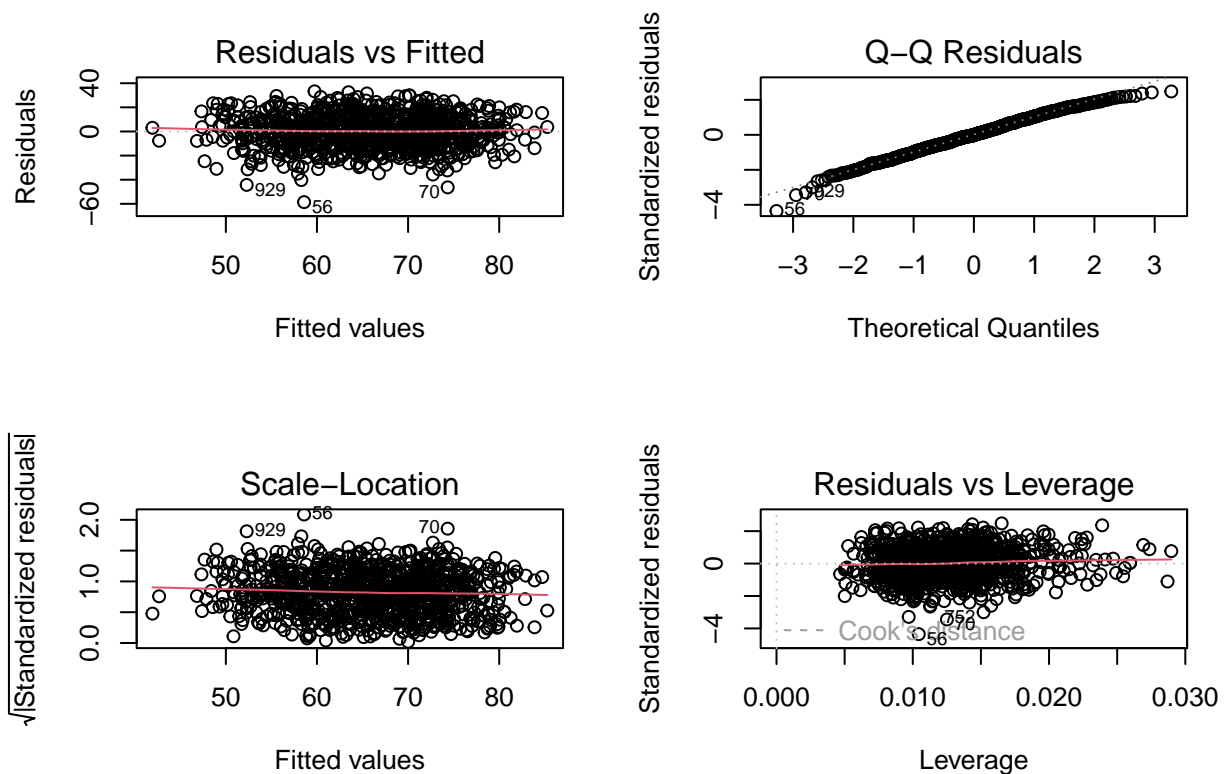 Residuals vs Fitted
Residuals
40
0
−60
929
56
70
50 60 70 80
Fitted values
Q−Q Residuals
Standardized residuals
0
−4
56
929
−3 −2 −1 0 1 2 3
Theoretical Quantiles
Scale−Location
√|Standardized residuals|
2.0
1.0
0.0
929
56
70
50 60 70 80
Fitted values
Residuals vs Leverage
Standardized residuals
0
−4
Cook's distance
752
70
56
0.000 0.010 0.020 0.030
Leverage